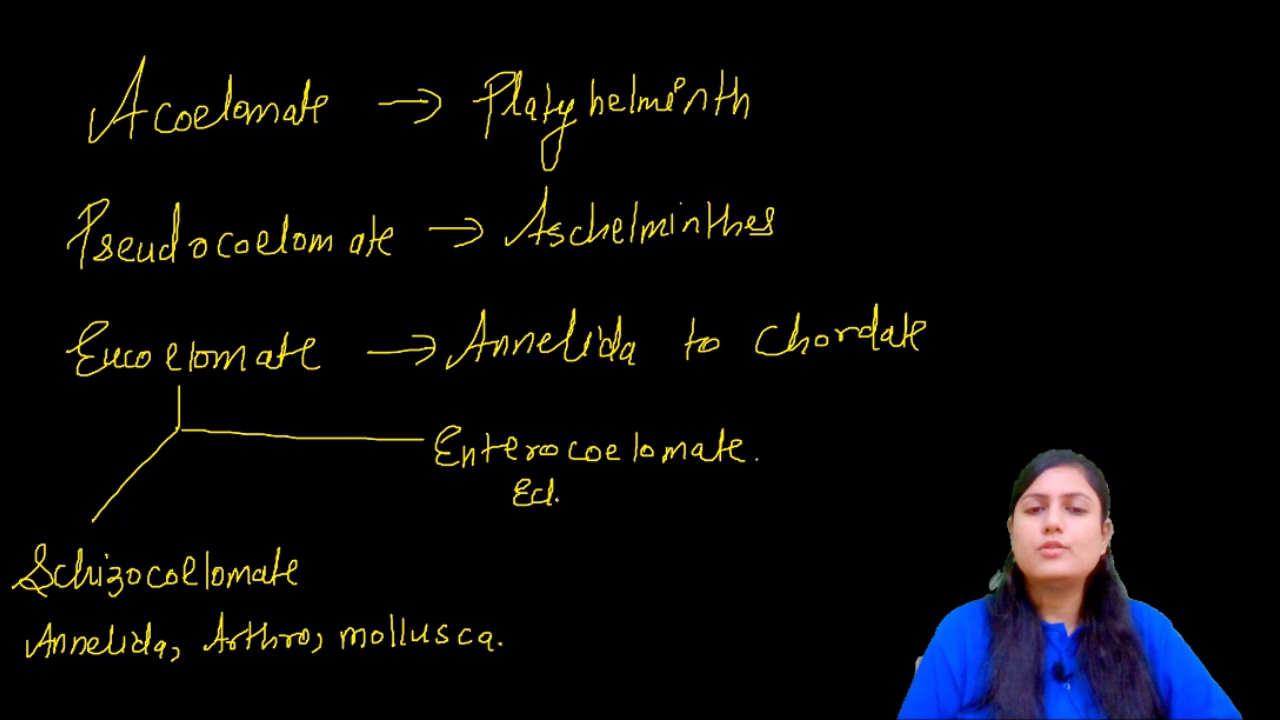 Acoelomate → Platyhelminth
Pseudocoelomate → Aschelminthes
Eucoelomate → Annelida to Chordate
Enterocoelomate.
Ed.
Schizocoelomate
Annelida, Arthro, mollusca.